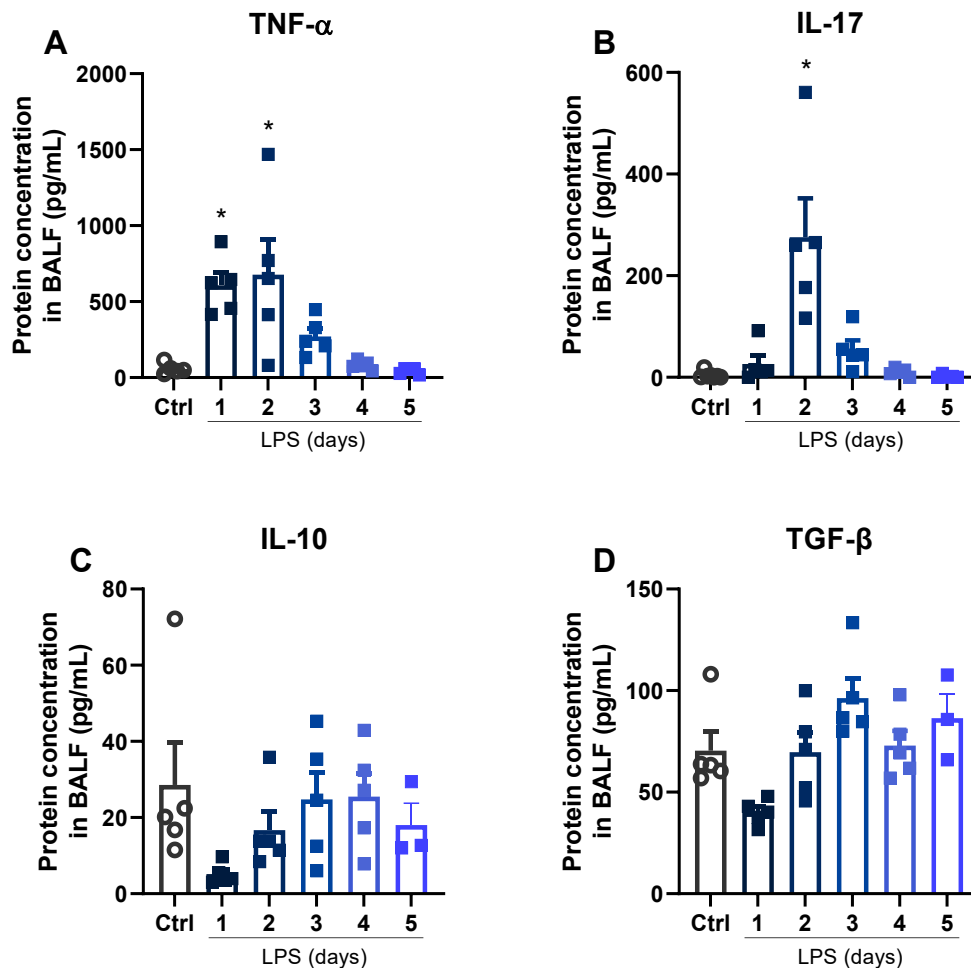 A
TNF-α
Protein concentration
in BALF (pg/mL)
2000
1500
1000
500
0
*
*
Ctrl 1 2 3 4 5
LPS (days)
B
IL-17
Protein concentration
in BALF (pg/mL)
600
400
200
0
*
Ctrl 1 2 3 4 5
LPS (days)
C
IL-10
Protein concentration
in BALF (pg/mL)
80
60
40
20
0
Ctrl 1 2 3 4 5
LPS (days)
D
TGF-β
Protein concentration
in BALF (pg/mL)
150
100
50
0
Ctrl 1 2 3 4 5
LPS (days)